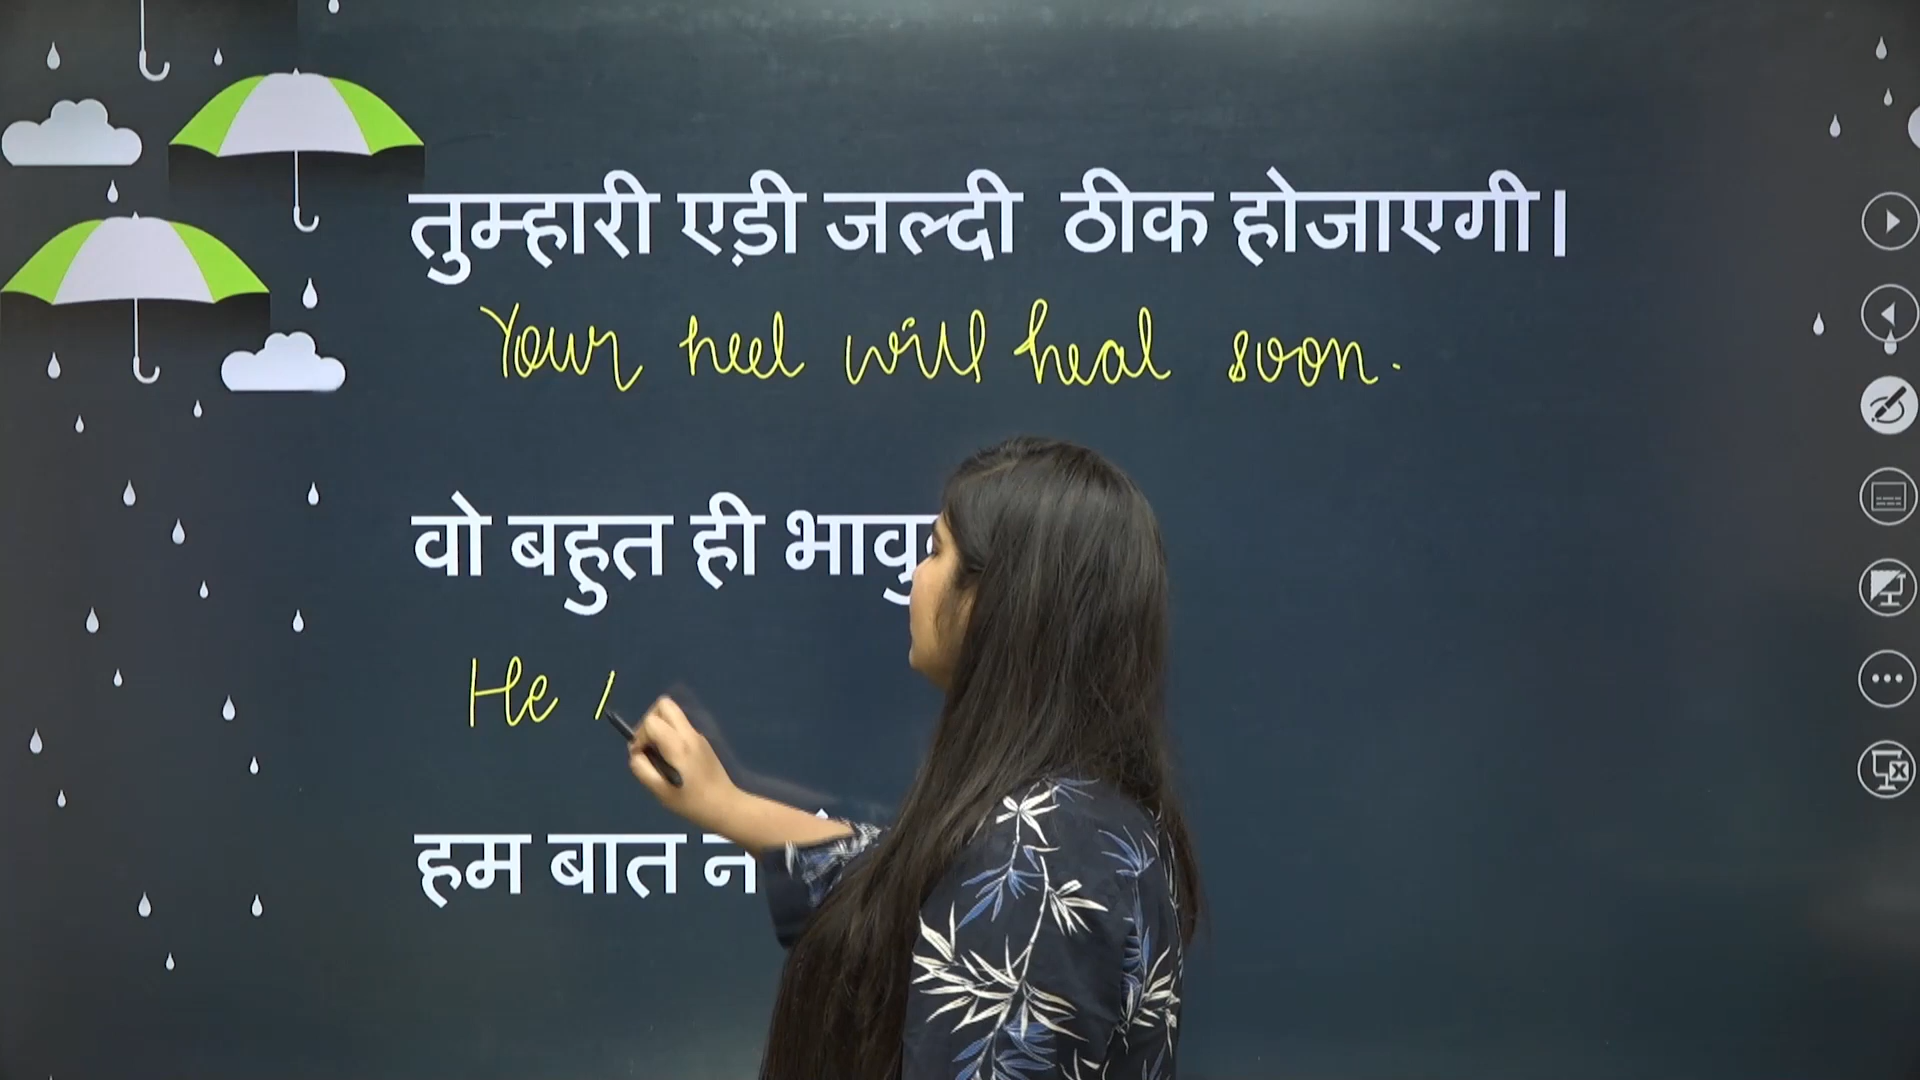 तुम्हारी एड़ी जल्दी ठीक होजाएगी।
Your heel will heal soon.
वो बहुत ही
He
हम बात